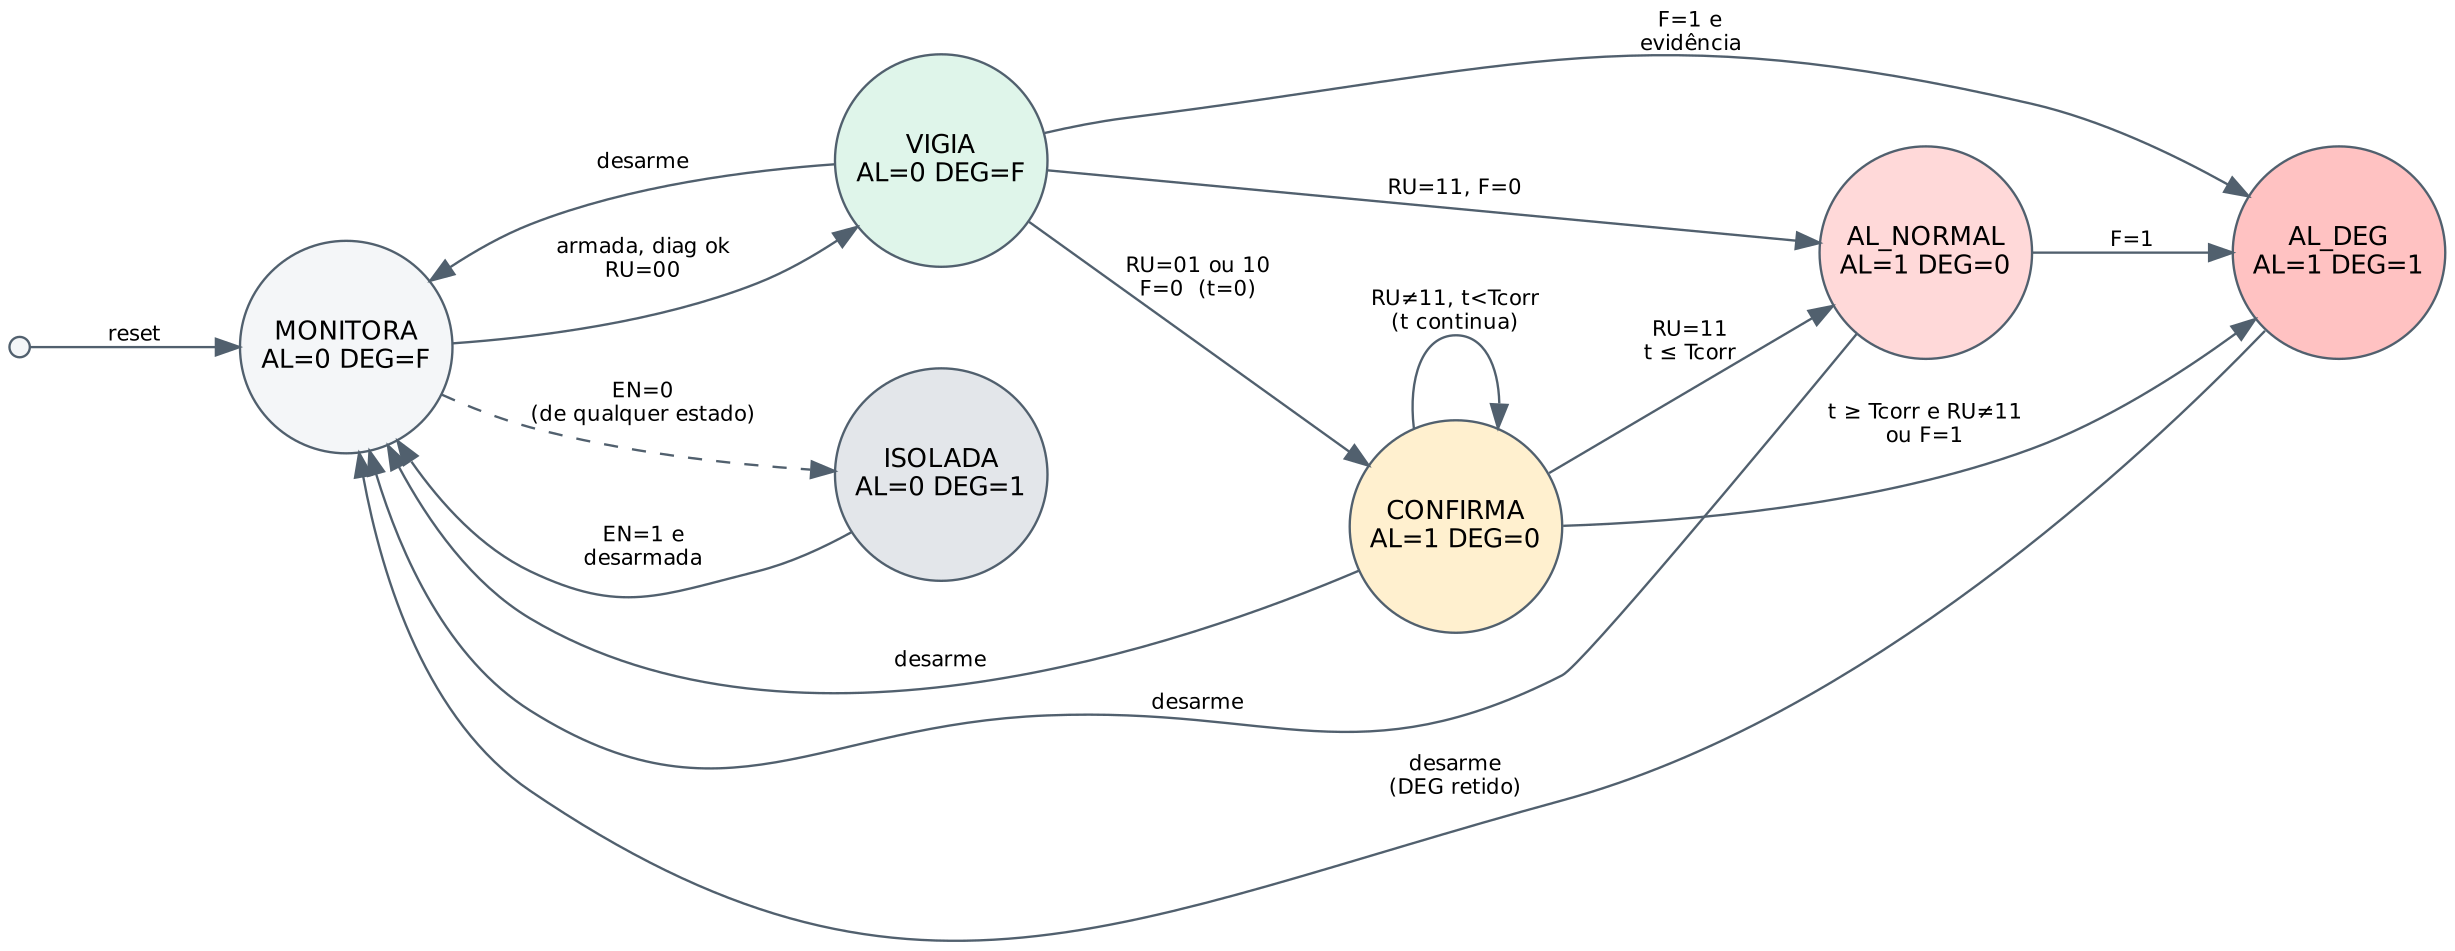 reset
MONITORA
AL=0 DEG=F
desarme
armada, diag ok
RU=00
EN=0
(de qualquer estado)
EN=1 e
desarmada
VIGIA
AL=0 DEG=F
ISOLADA
AL=0 DEG=1
F=1 e
evidência
RU=11, F=0
RU=01 ou 10
F=0  (t=0)
RU≠11, t<Tcorr
(t continua)
CONFIRMA
AL=1 DEG=0
RU=11
t ≤ Tcorr
AL_NORMAL
AL=1 DEG=0
F=1
AL_DEG
AL=1 DEG=1
t ≥ Tcorr e RU≠11
ou F=1
desarme
desarme
desarme
(DEG retido)